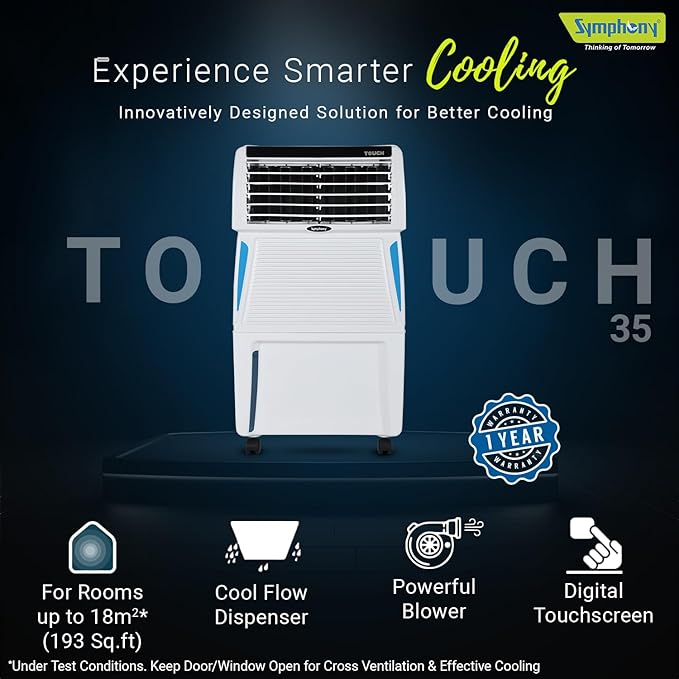 Symphony
Thinking of Tomorrow
Experience Smarter Cooling
Innovatively Designed Solution for Better Cooling
TOUCH
Symphony
TO UCH
35
WARRANTY
1 YEAR
WARRANTY
For Rooms
up to 18m²*
(193 Sq.ft)
Cool Flow
Dispenser
Powerful
Blower
Digital
Touchscreen
*Under Test Conditions. Keep Door/Window Open for Cross Ventilation & Effective Cooling